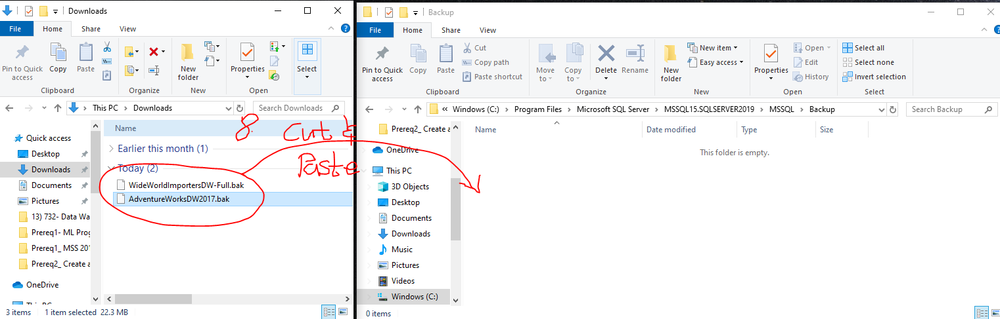 Downloads
File Home Share View
Pin to Quick access
Copy
Paste
Clipboard
Organize
New folder
New
Properties
Open
Select
This PC > Downloads
Search Downloads
Quick access
Desktop
Downloads
Documents
Pictures
13) 732- Data Wa
Prereq1- ML Prog
Prereq1_ MSS 201
Prereq2_ Create a
OneDrive
This PC
Name
Earlier this month (1)
Today (2)
WideWorldImportersDW-Full.bak
AdventureWorksDW2017.bak
3 items 1 item selected 22.3 MB
8. Cut &
Paste
Backup
File Home Share View
Pin to Quick access
Copy
Paste
Cut
Copy path
Paste shortcut
Clipboard
Move to
Copy to
Delete
Rename
Organize
New folder
New item
Easy access
New
Properties
Open
Edit
History
Open
Select all
Select none
Invert selection
Select
« Windows (C:) > Program Files > Microsoft SQL Server > MSSQL15.SQLSERVER2019 > MSSQL > Backup
Search Backup
Prereq2_ Create a
OneDrive
This PC
3D Objects
Desktop
Documents
Downloads
Music
Pictures
Videos
Windows (C:)
Name Date modified Type Size
This folder is empty.
0 items